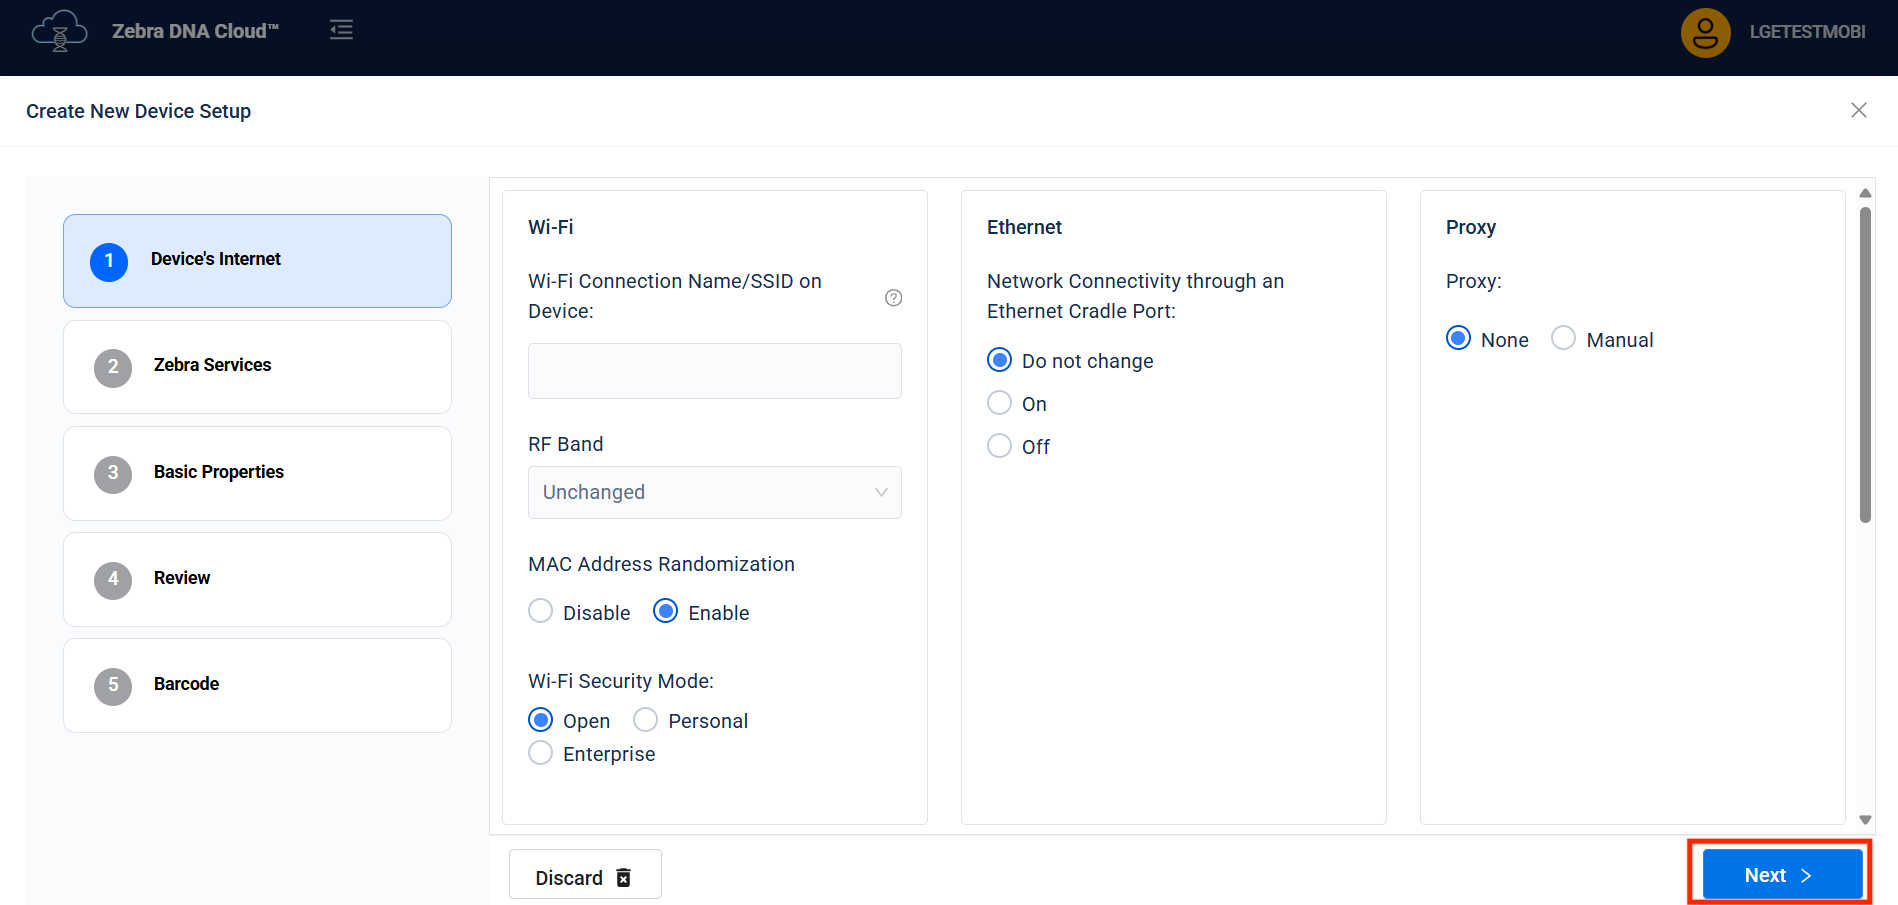 Zebra DNA Cloud™
LGETESTMOBI
Create New Device Setup
1 Device's Internet
2 Zebra Services
3 Basic Properties
4 Review
5 Barcode
Wi-Fi
Wi-Fi Connection Name/SSID on
Device:
?
RF Band
Unchanged
MAC Address Randomization
Disable Enable
Wi-Fi Security Mode:
Open Personal
Enterprise
Ethernet
Network Connectivity through an
Ethernet Cradle Port:
Do not change
On
Off
Proxy
Proxy:
None Manual
Discard
Next